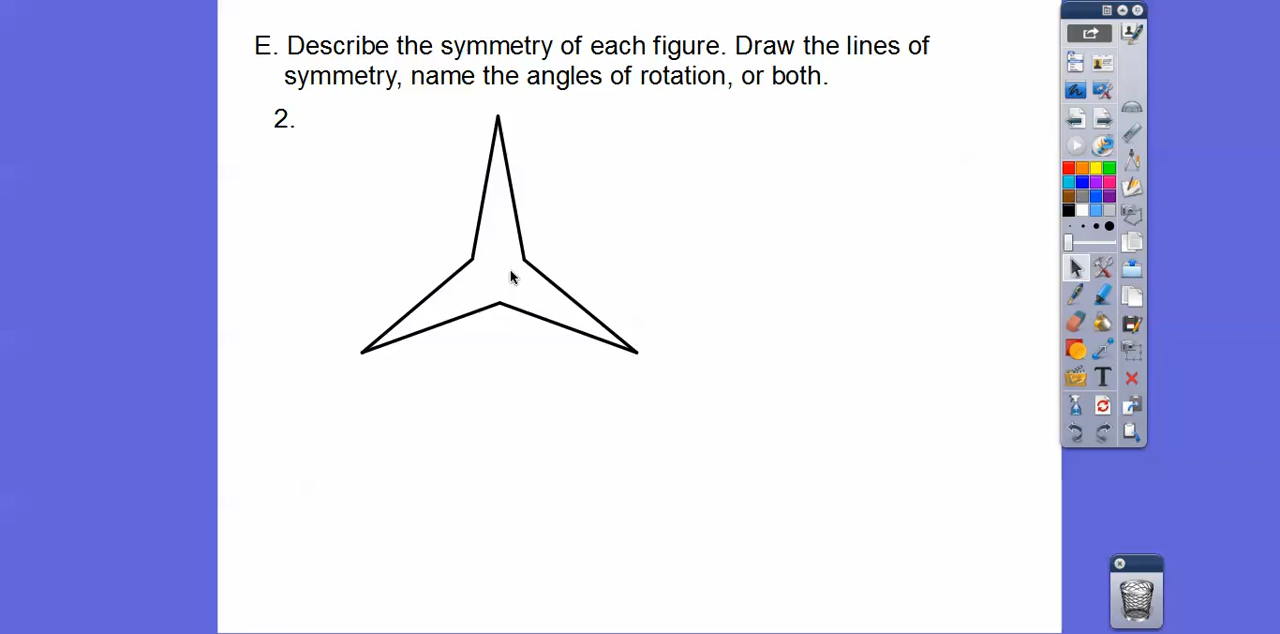 E. Describe the symmetry of each figure. Draw the lines of
symmetry, name the angles of rotation, or both.
2.
T